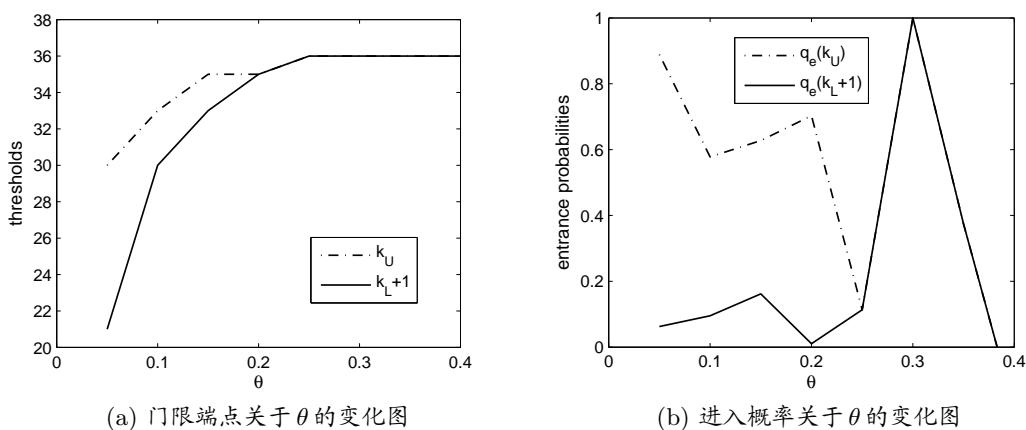 38
36
34
32
30
28
26
24
22
20
thresholds
0 0.1 0.2 0.3 0.4
θ
k_U
k_L+1
(a) 门限端点关于 θ 的变化图
1
0.8
0.6
0.4
0.2
0
entrance probabilities
0 0.1 0.2 0.3 0.4
θ
q_e(k_U)
q_e(k_L+1)
(b) 进入概率关于 θ 的变化图